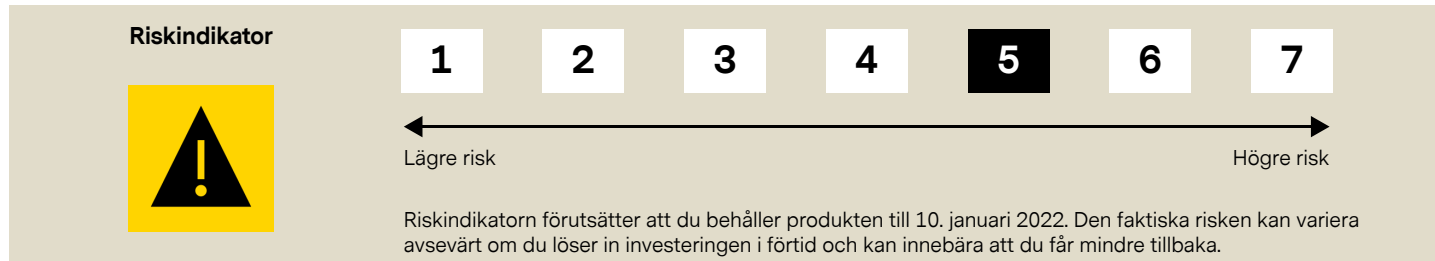 Riskindikator
1 2 3 4 5 6 7
Lägre risk Högre risk
Riskindikatorn förutsätter att du behåller produkten till 10. januari 2022. Den faktiska risken kan variera
avsevärt om du löser in investeringen i förtid och kan innebära att du får mindre tillbaka.